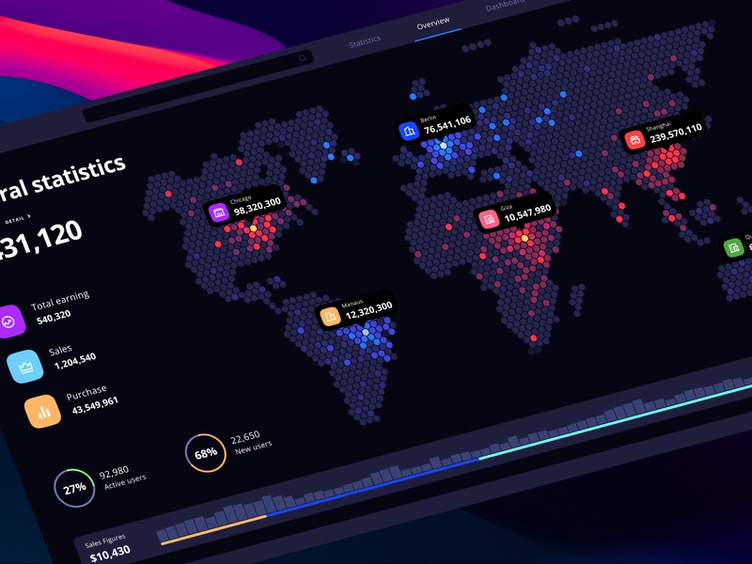 Statistics
Overview
Dashboard
ral statistics
DETAIL >
31,120
Total earning
540,320
Sales
1,204,540
Purchase
43,549,961
27%
92,980
Active users
68%
22,650
New users
Sales Figures
$10,430
Chicago
98,320,300
Manaus
12,320,300
Berlin
76,541,106
Giza
10,547,980
Shanghai
239,570,110